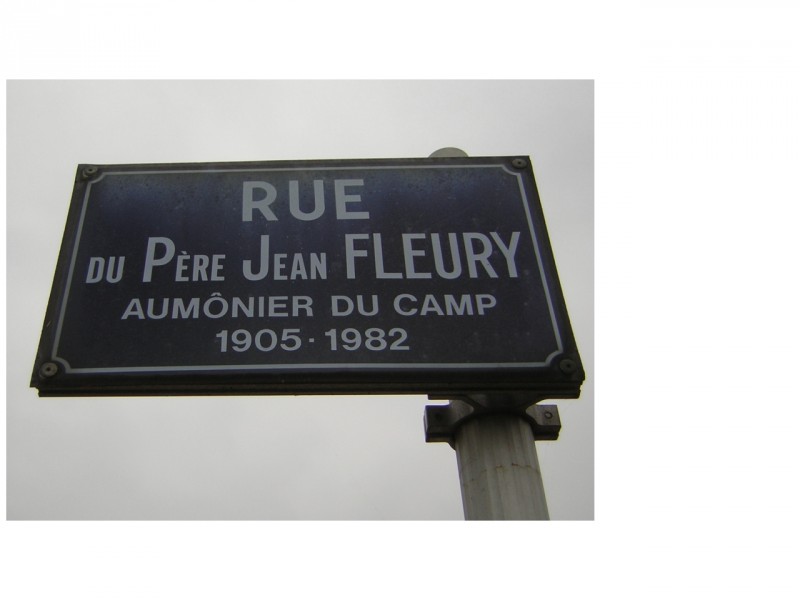 RUE
DU PÈRE JEAN FLEURY
AUMÔNIER DU CAMP
1905 · 1982